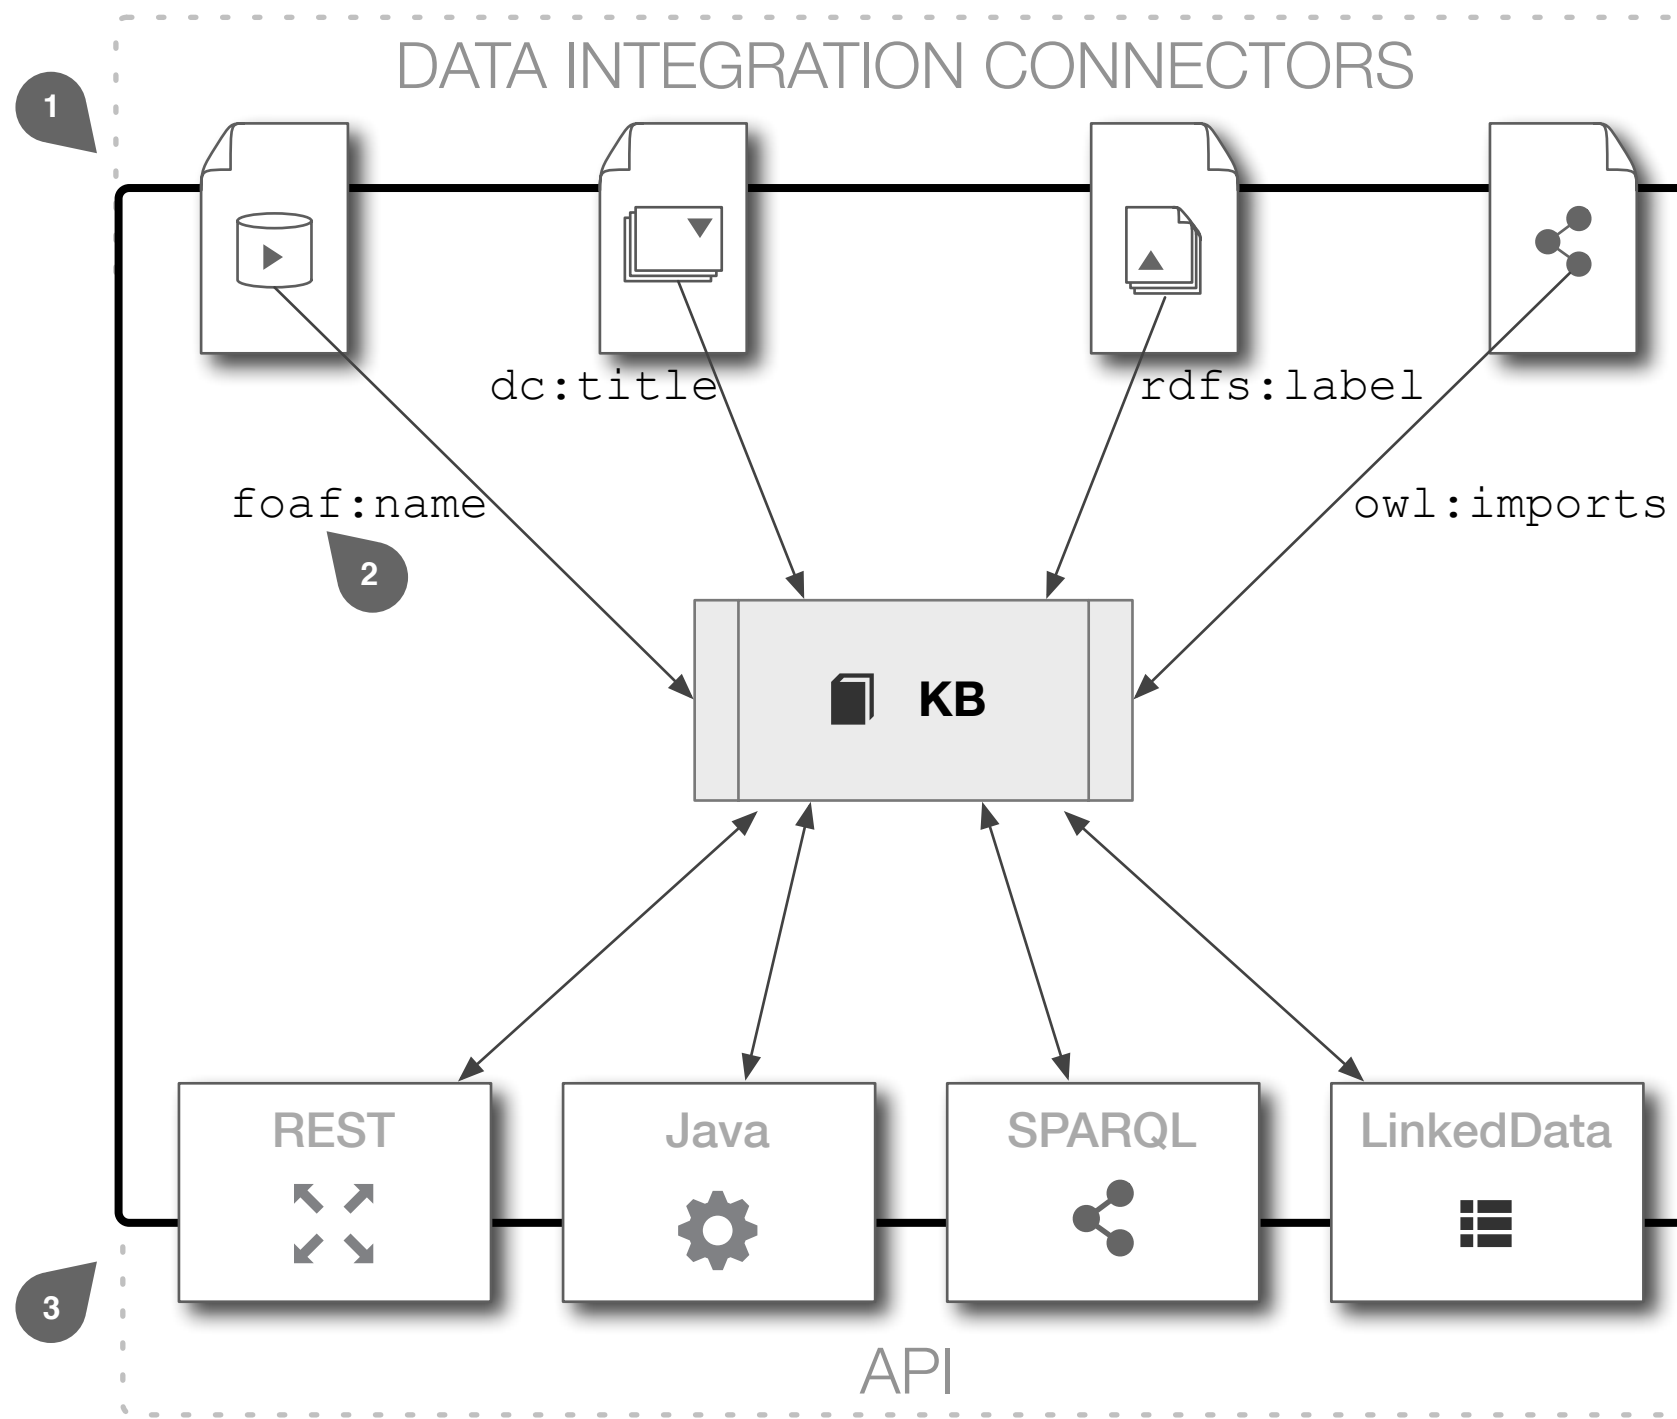 DATA INTEGRATION CONNECTORS
1
dc:title
rdfs:label
foaf:name
owl:imports
2
KB
REST
Java
SPARQL
LinkedData
3
API